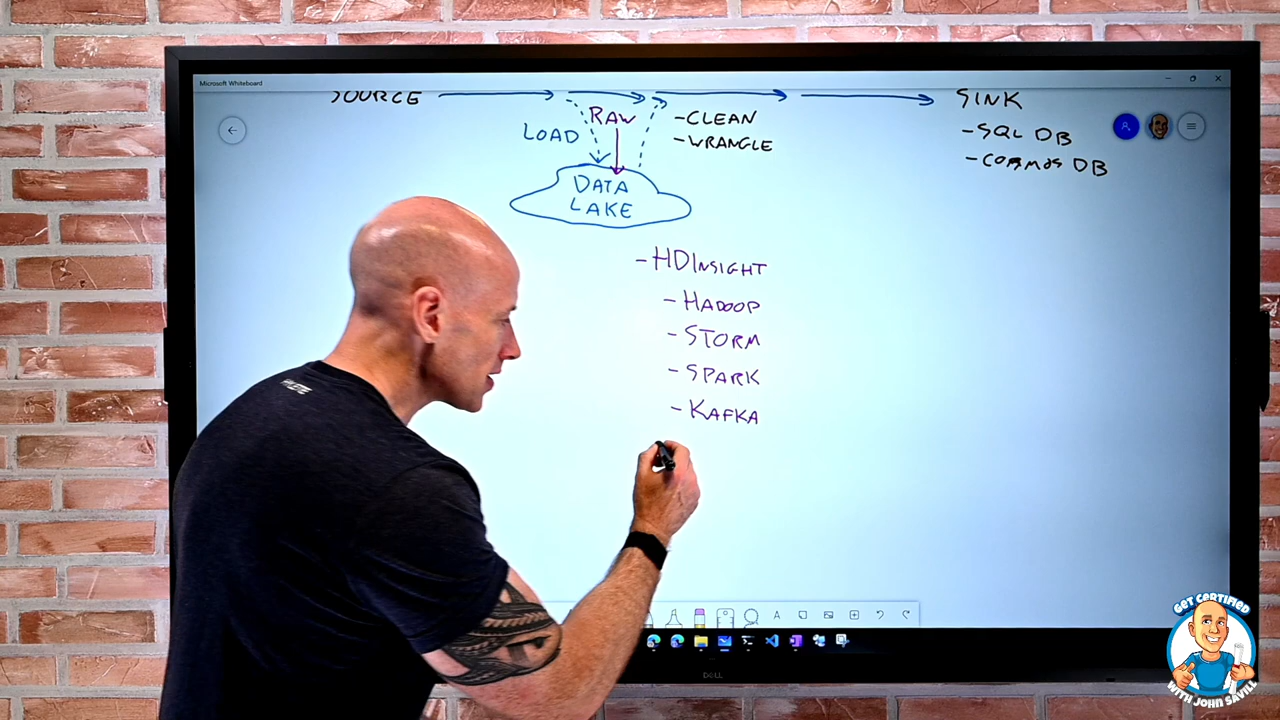 Microsoft Whiteboard
SOURCE
SINK
RAW
-CLEAN
LOAD
-WRANGLE
-SQL DB
-COSMOS DB
DATA
LAKE
-HDINSIGHT
-HADOOP
-STORM
-SPARK
-KAFKA
DELL
GET CERTIFIED
WITH JOHN SAVILL